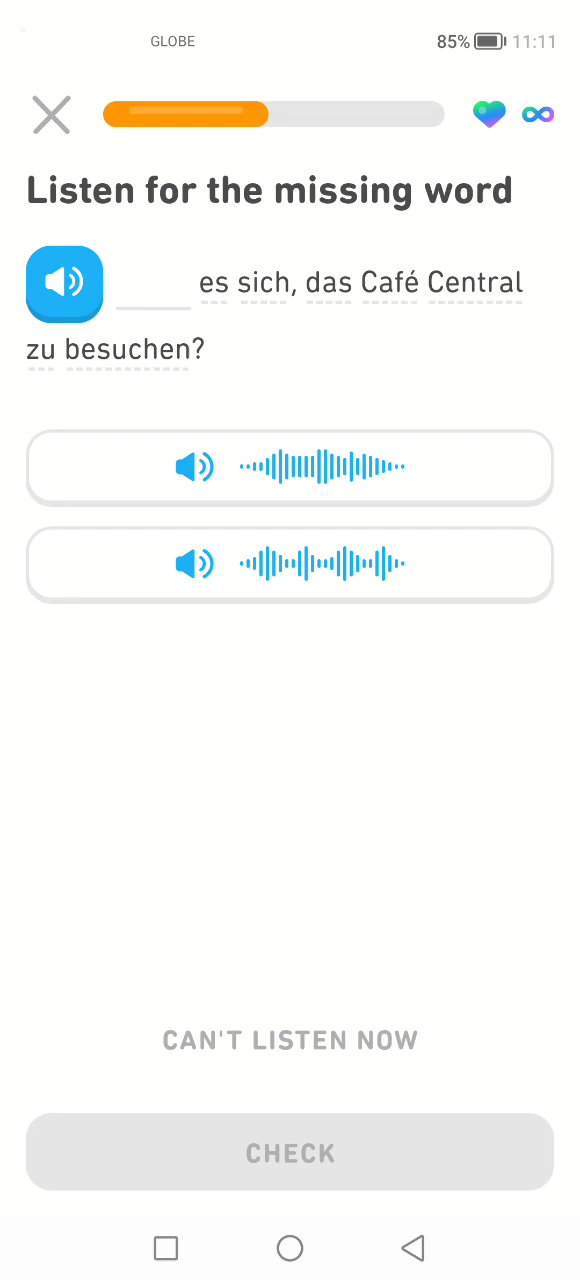 GLOBE
85% 11:11
Listen for the missing word
es sich, das Café Central
zu besuchen?
CAN'T LISTEN NOW
CHECK